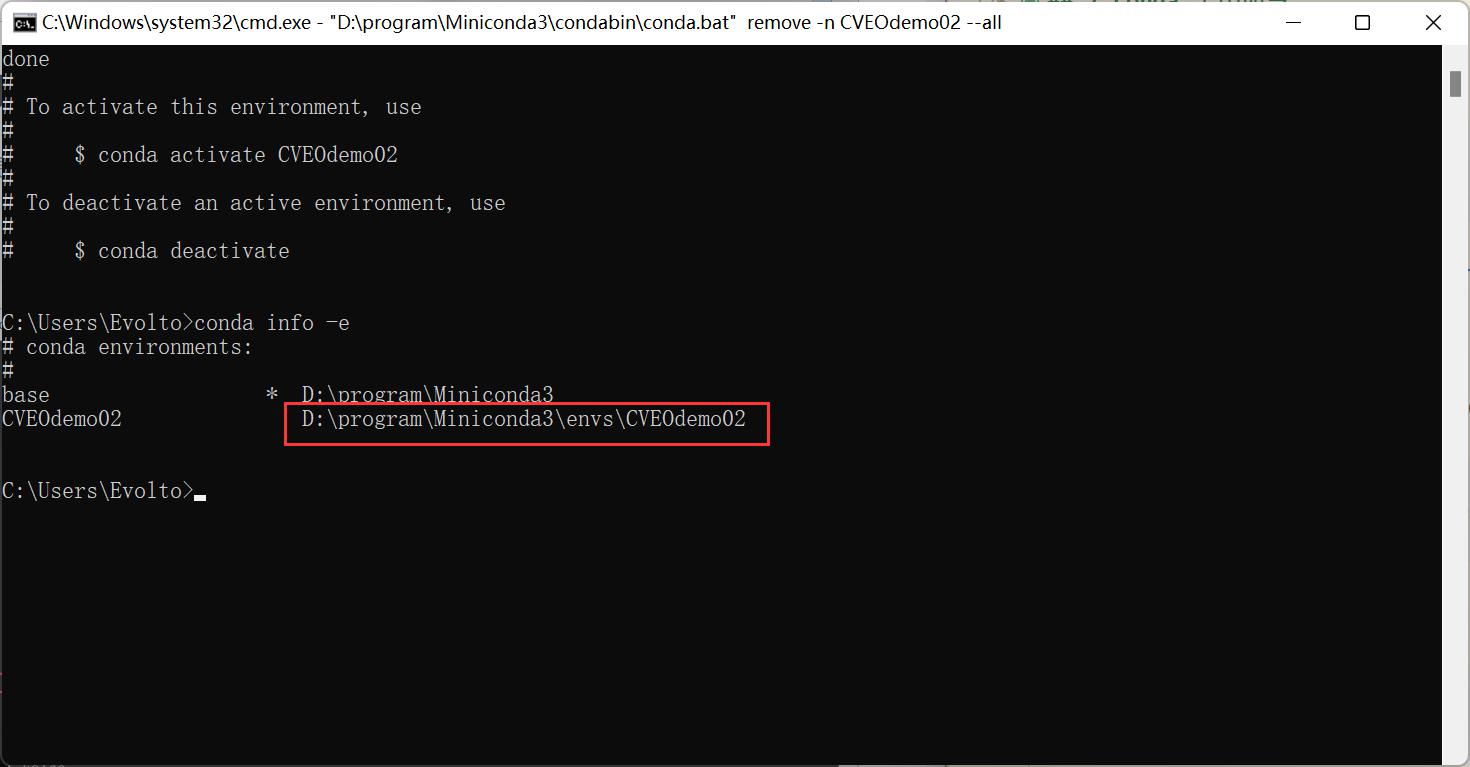 C:\Windows\system32\cmd.exe - "D:\program\Miniconda3\condabin\conda.bat" remove -n CVEOdemo02 --all
done
#
# To activate this environment, use
#
#     $ conda activate CVEOdemo02
#
# To deactivate an active environment, use
#
#     $ conda deactivate
C:\Users\Evolto>conda info -e
# conda environments:
#
base                  *  D:\program\Miniconda3
CVEOdemo02               D:\program\Miniconda3\envs\CVEOdemo02
C:\Users\Evolto>